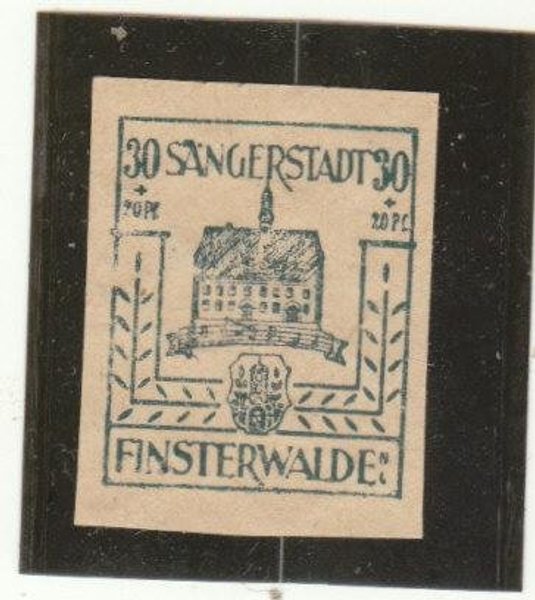 30 SÄNGERSTADT 30
+ +
20 Pf. 20 Pf.
FINSTERWALDE N. L.